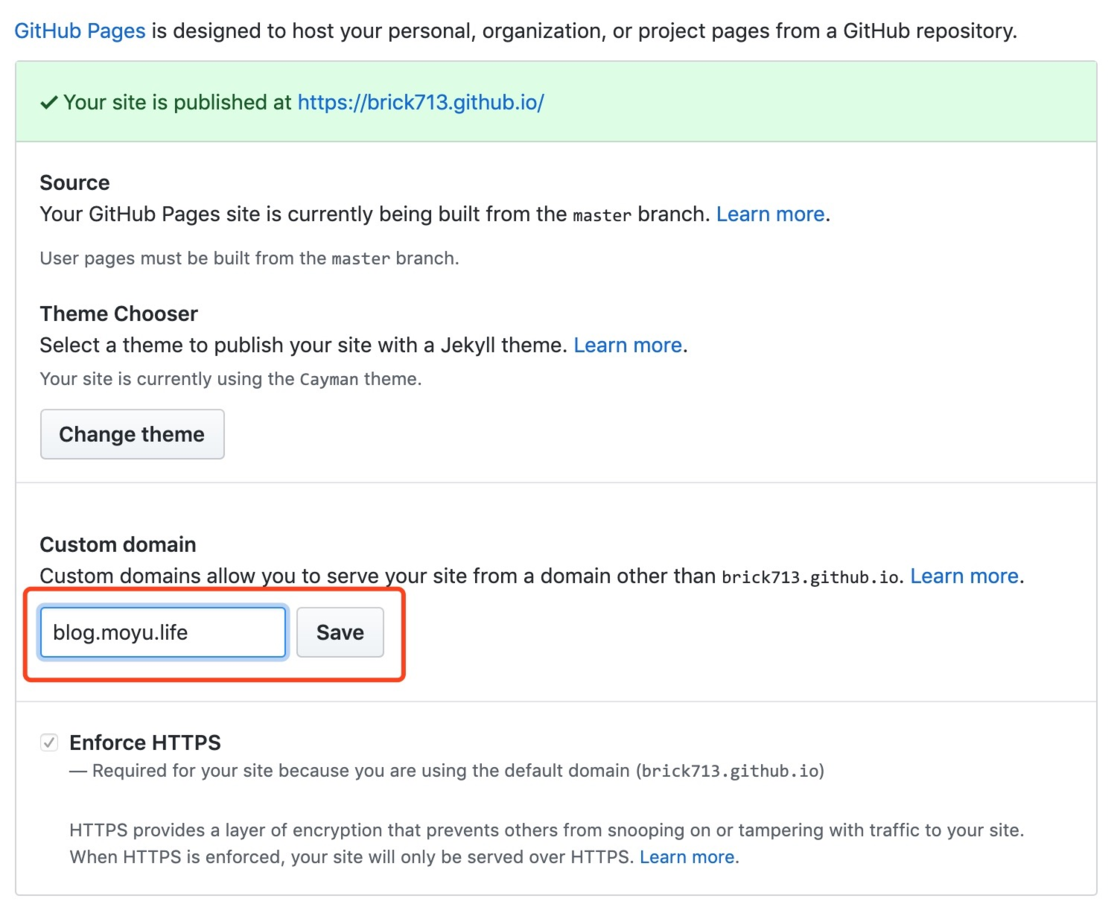 GitHub Pages is designed to host your personal, organization, or project pages from a GitHub repository.
Your site is published at https://brick713.github.io/
Source
Your GitHub Pages site is currently being built from the master branch. Learn more.
User pages must be built from the master branch.
Theme Chooser
Select a theme to publish your site with a Jekyll theme. Learn more.
Your site is currently using the Cayman theme.
Change theme
Custom domain
Custom domains allow you to serve your site from a domain other than brick713.github.io. Learn more.
blog.moyu.life Save
Enforce HTTPS
— Required for your site because you are using the default domain (brick713.github.io)
HTTPS provides a layer of encryption that prevents others from snooping on or tampering with traffic to your site.
When HTTPS is enforced, your site will only be served over HTTPS. Learn more.